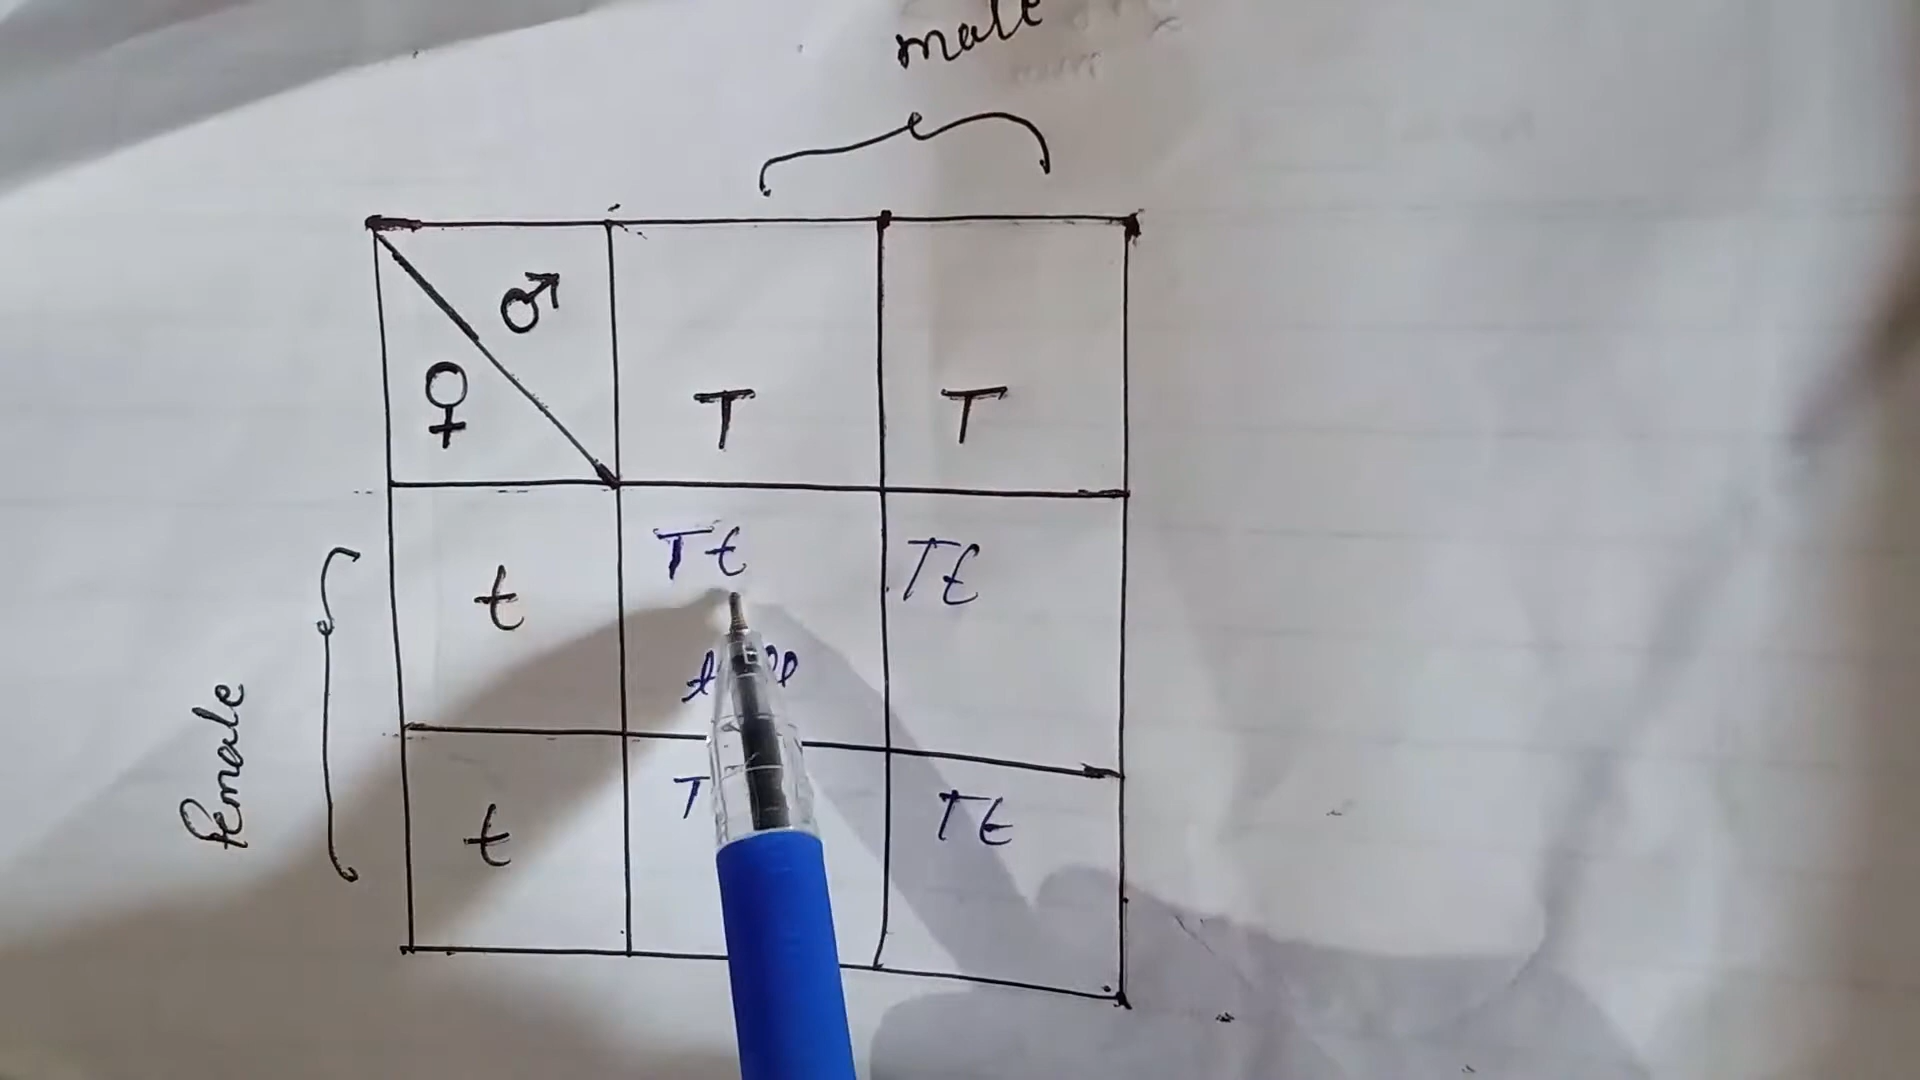 male
♂
♀
T T
t Tt Tt
Female
t T Tt